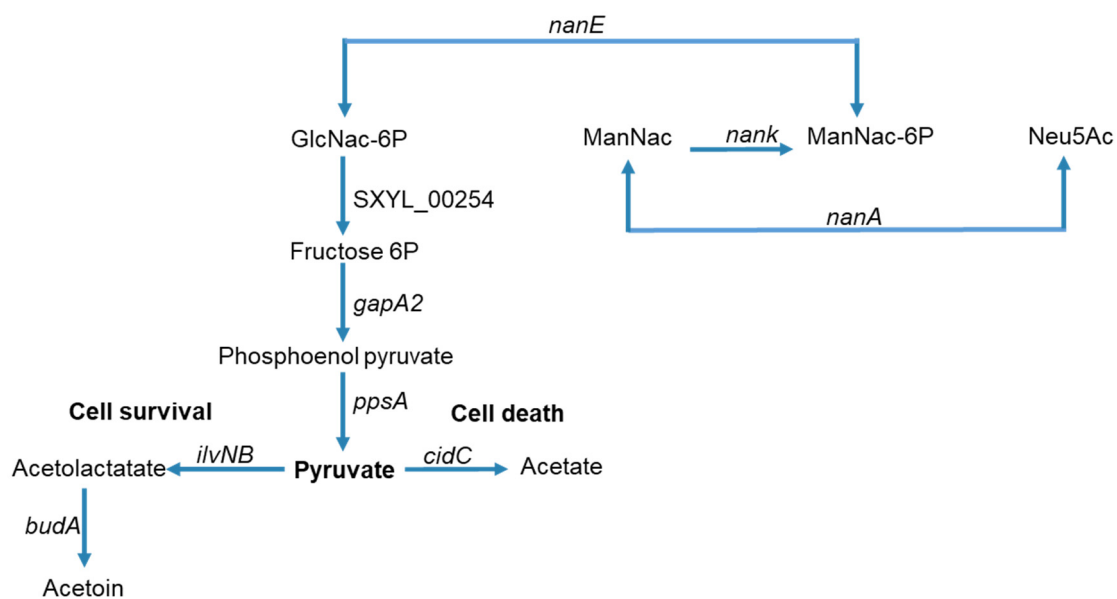 nanE
GlcNac-6P
ManNac
nank
ManNac-6P
Neu5Ac
SXYL_00254
nanA
Fructose 6P
gapA2
Phosphoenol pyruvate
ppsA
Cell survival
Cell death
Acetolactatate
ilvNB
Pyruvate
cidC
Acetate
budA
Acetoin